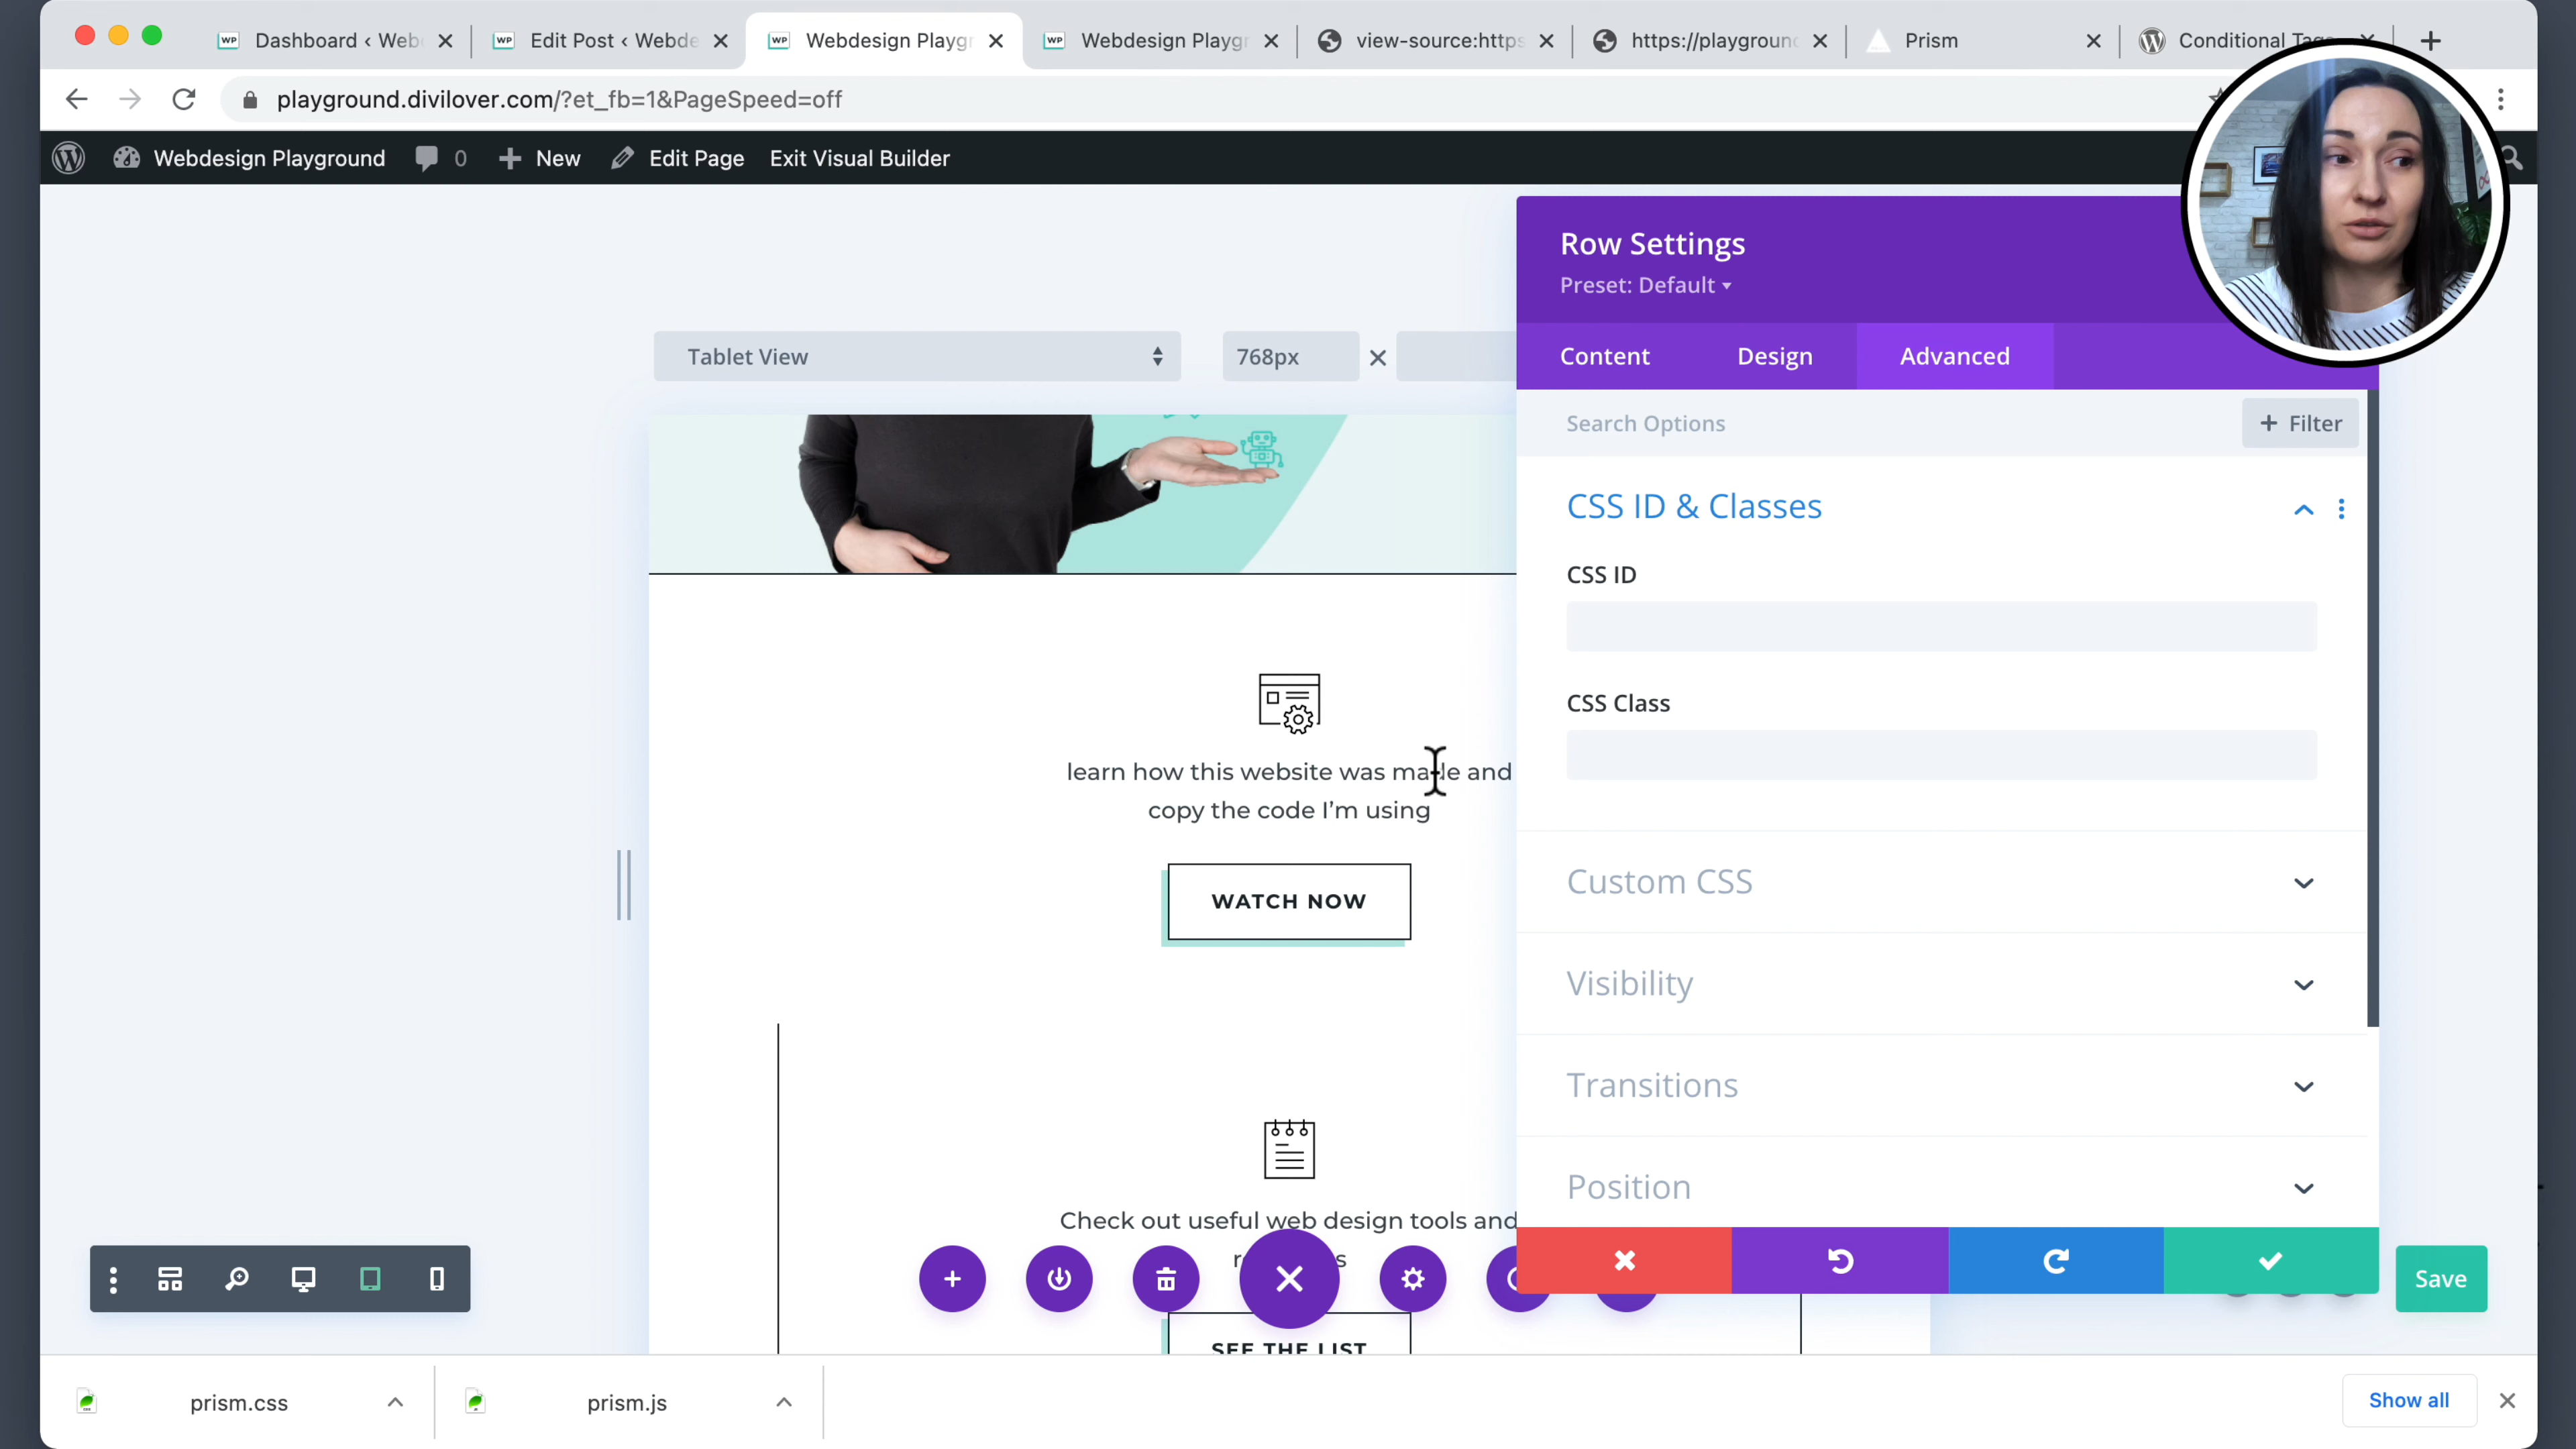 Dashboard ‹ Web
Edit Post ‹ Webde
Webdesign Playgr
Webdesign Playgr
view-source:https
https://playground
Prism
Conditional Tags
playground.divilover.com/?et_fb=1&PageSpeed=off
Webdesign Playground
0
New
Edit Page
Exit Visual Builder
Row Settings
Preset: Default
Tablet View
768px
Content
Design
Advanced
Search Options
+ Filter
CSS ID & Classes
CSS ID
CSS Class
learn how this website was made and
copy the code I'm using
WATCH NOW
Custom CSS
Visibility
Transitions
Position
Check out useful web design tools and
SEE THE LIST
Save
prism.css
prism.js
Show all